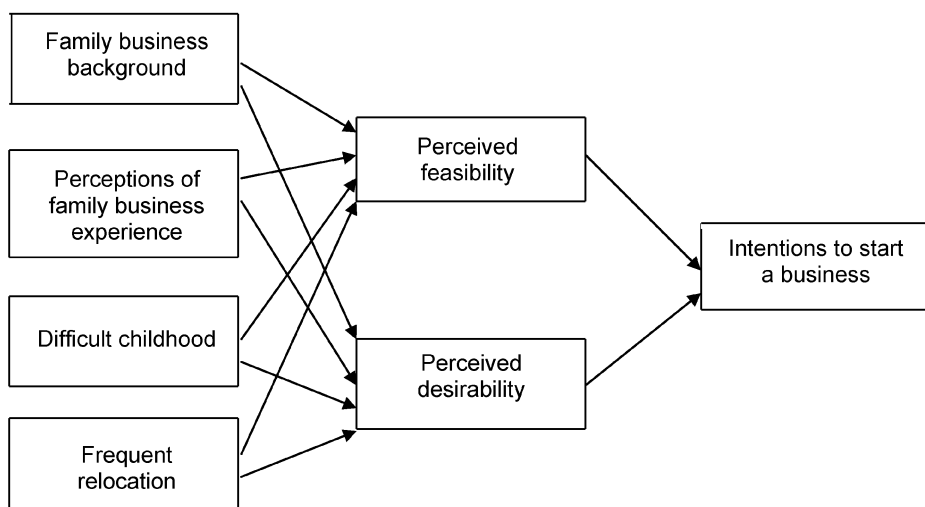 Family business
background
Perceptions of
family business
experience
Difficult childhood
Frequent
relocation
Perceived
feasibility
Perceived
desirability
Intentions to start
a business